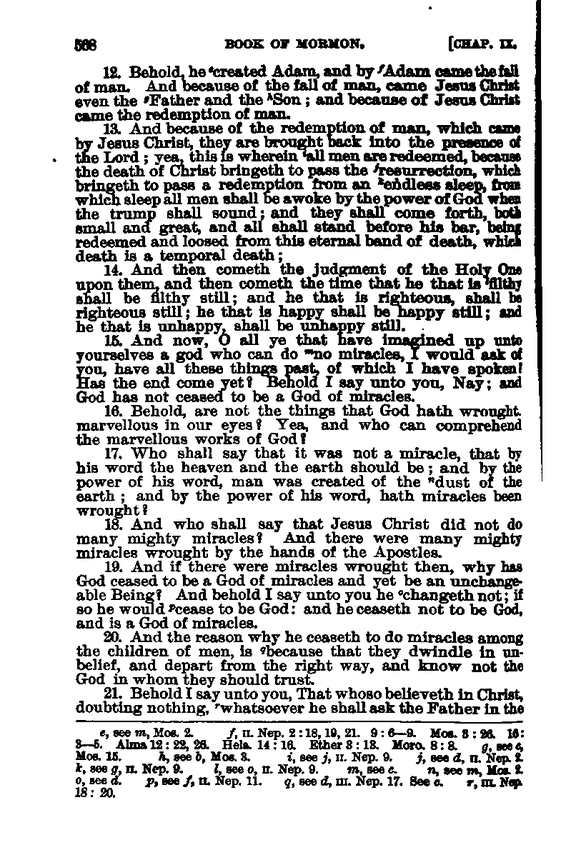 568 BOOK OF MORMON. [CHAP. IX.
12. Behold, he ᵉcreated Adam, and by ᶠAdam came the fall
of man. And because of the fall of man, came Jesus Christ
even the ᵍFather and the ʰSon ; and because of Jesus Christ
came the redemption of man.
13. And because of the redemption of man, which came
by Jesus Christ, they are brought back into the presence of
the Lord ; yea, this is wherein ⁱall men are redeemed, because
the death of Christ bringeth to pass the ʲresurrection, which
bringeth to pass a redemption from an ᵏendless sleep, from
which sleep all men shall be awoke by the power of God when
the trump shall sound ; and they shall come forth, both
small and great, and all shall stand before his bar, being
redeemed and loosed from this eternal band of death, which
death is a temporal death ;
14. And then cometh the judgment of the Holy One
upon them, and then cometh the time that he that is ˡfilthy
shall be filthy still ; and he that is righteous, shall be
righteous still ; he that is happy shall be happy still ; and
he that is unhappy, shall be unhappy still.
15. And now, O all ye that have imagined up unto
yourselves a god who can do ᵐno miracles, I would ask of
you, have all these things past, of which I have spoken?
Has the end come yet? Behold I say unto you, Nay ; and
God has not ceased to be a God of miracles.
16. Behold, are not the things that God hath wrought
marvellous in our eyes? Yea, and who can comprehend
the marvellous works of God?
17. Who shall say that it was not a miracle, that by
his word the heaven and the earth should be ; and by the
power of his word, man was created of the ⁿdust of the
earth ; and by the power of his word, hath miracles been
wrought?
18. And who shall say that Jesus Christ did not do
many mighty miracles? And there were many mighty
miracles wrought by the hands of the Apostles.
19. And if there were miracles wrought then, why has
God ceased to be a God of miracles and yet be an unchange-
able Being? And behold I say unto you he ᵒchangeth not ; if
so he would ᵖcease to be God : and he ceaseth not to be God,
and is a God of miracles.
20. And the reason why he ceaseth to do miracles among
the children of men, is qbecause that they dwindle in un-
belief, and depart from the right way, and know not the
God in whom they should trust.
21. Behold I say unto you, That whoso believeth in Christ,
doubting nothing, ʳwhatsoever he shall ask the Father in the
e, see m, Mos. 2. f, II. Nep. 2 : 18, 19, 21. 9 : 6—9. Mos. 3 : 26. 16 :
3—5. Alma 12 : 22, 26. Hela. 14 : 16. Ether 3 : 13. Moro. 8 : 8. g, see e,
Mos. 15. h, see b, Mos. 3. i, see j, II. Nep. 9. j, see d, II. Nep. 2.
k, see g, II. Nep. 9. l, see o, II. Nep. 9. m, see c. n, see m, Mos. 2.
o, see d. p, see f, II. Nep. 11. q, see d, III. Nep. 17. See c. r, III. Nep.
18 : 20.